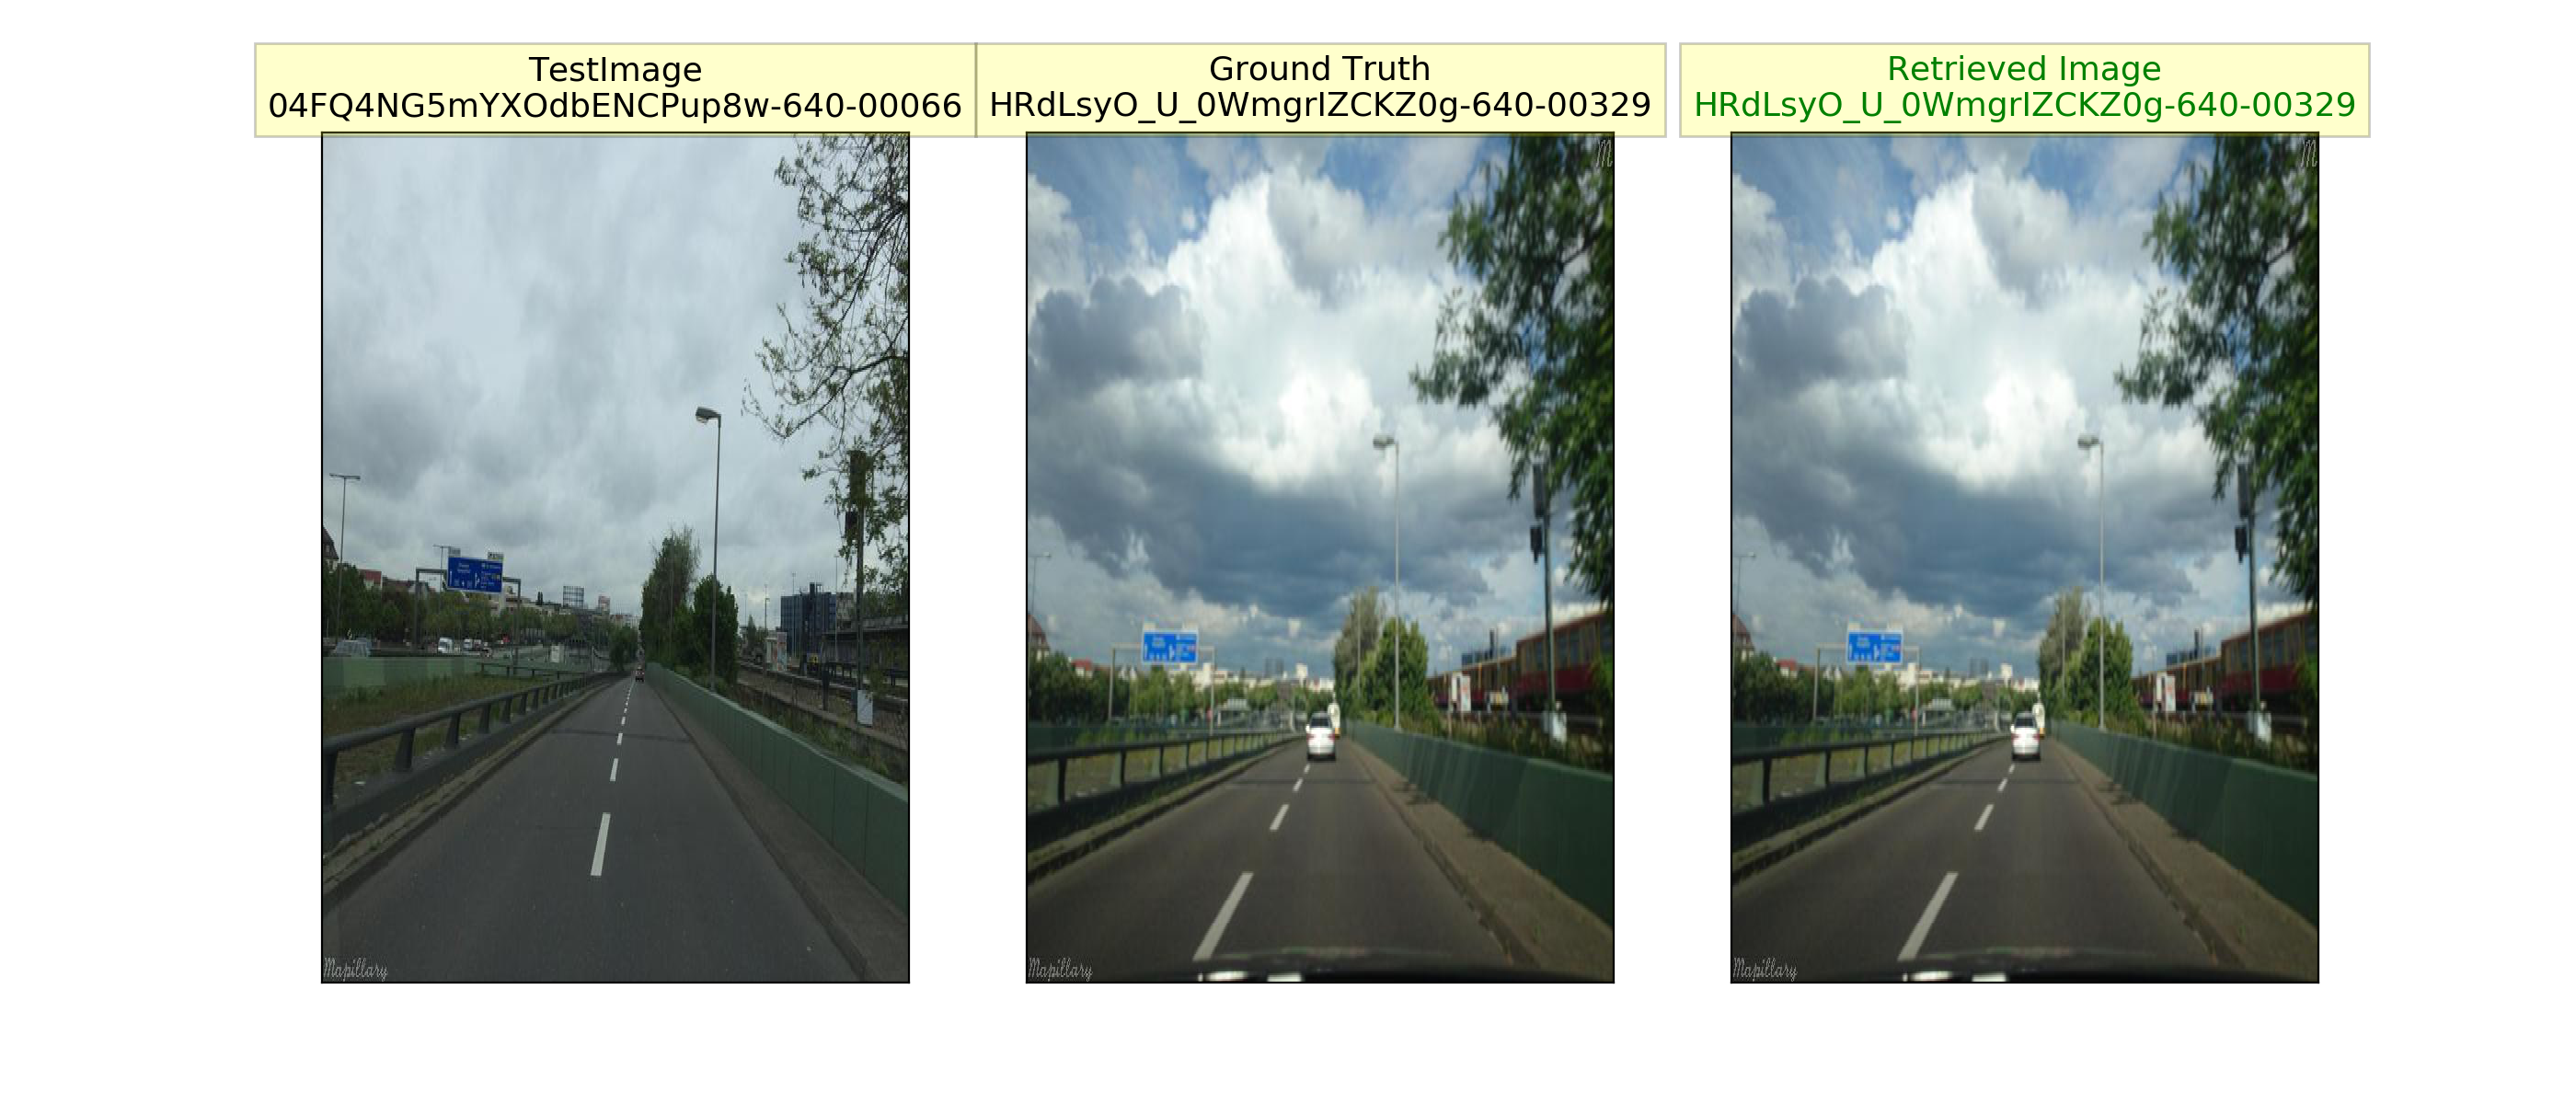 TestImage
04FQ4NG5mYXOdbENCPup8w-640-00066
Ground Truth
HRdLsyO_U_0WmgrIZCKZ0g-640-00329
Retrieved Image
HRdLsyO_U_0WmgrIZCKZ0g-640-00329
M
M
Mapillary
Mapillary
Mapillary